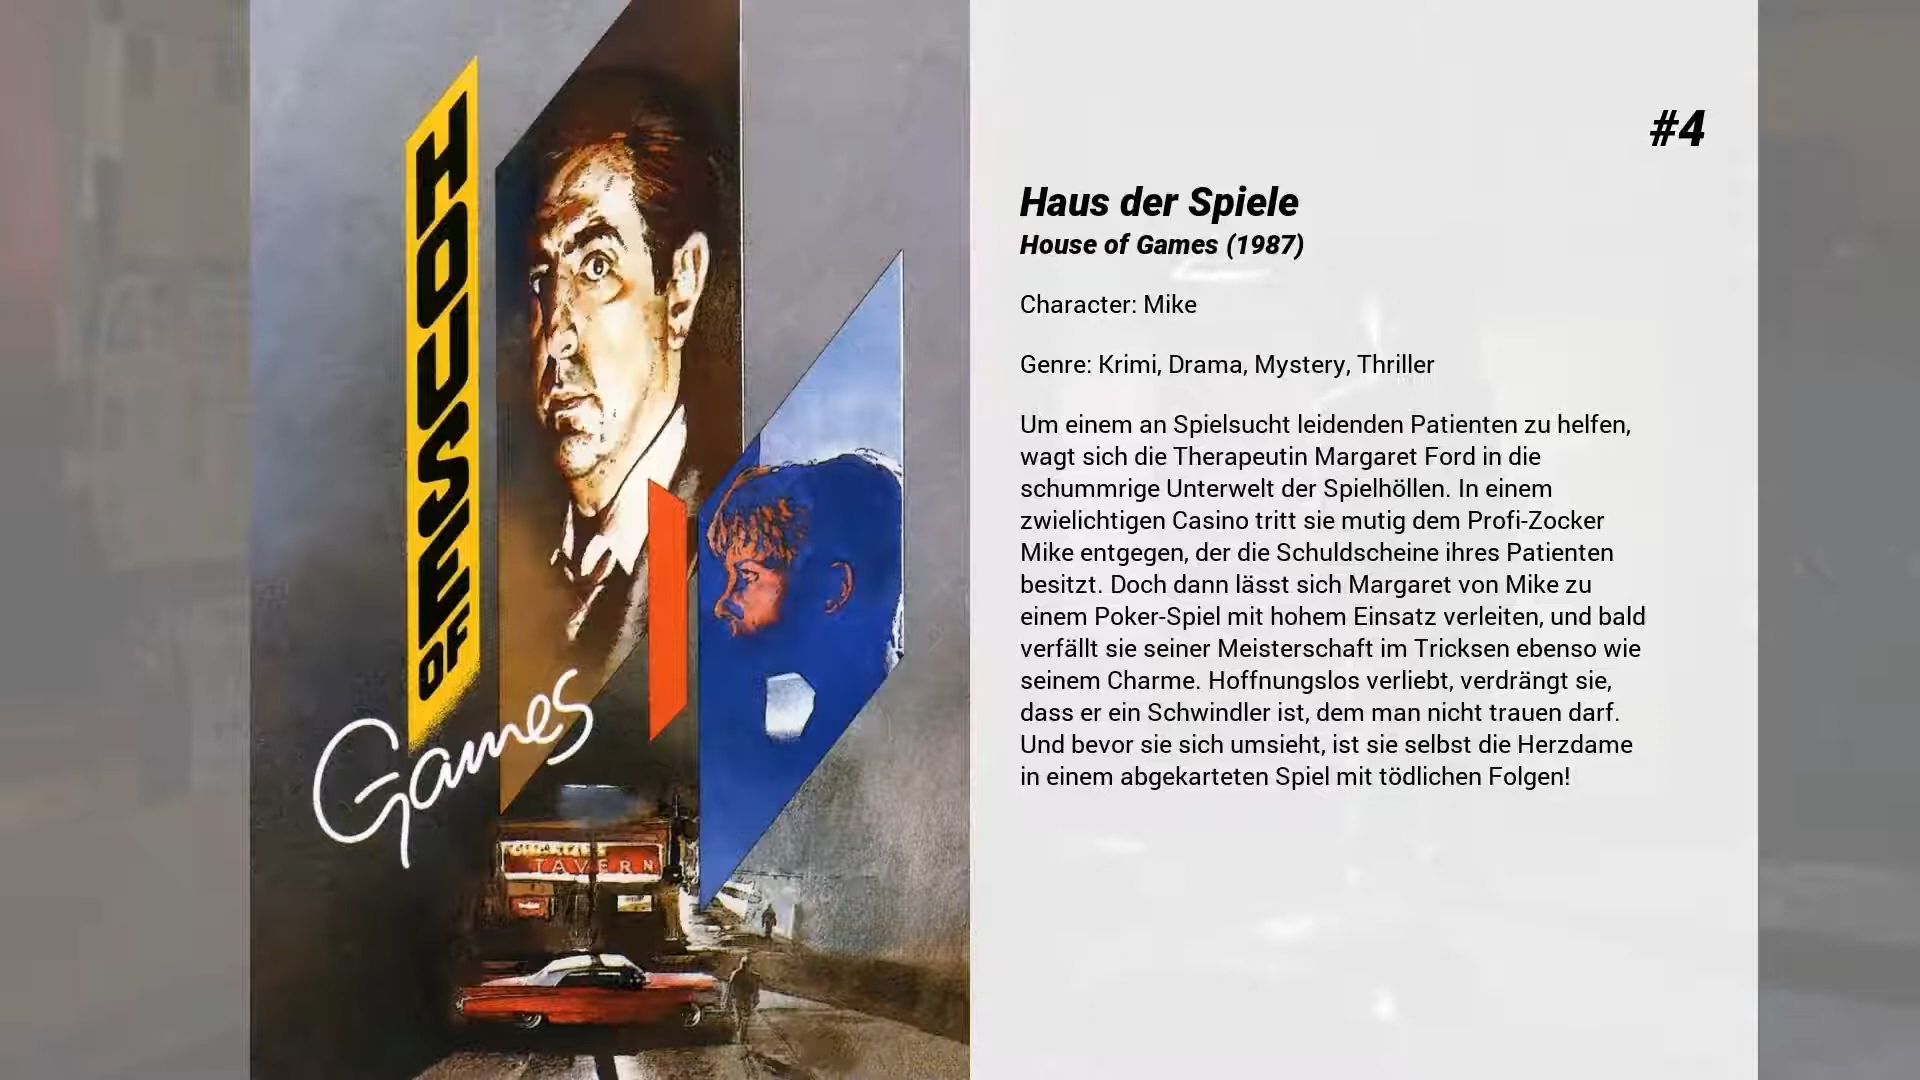 HOUSE
OF
Games
TAVERN
#4
Haus der Spiele
House of Games (1987)
Character: Mike
Genre: Krimi, Drama, Mystery, Thriller
Um einem an Spielsucht leidenden Patienten zu helfen,
wagt sich die Therapeutin Margaret Ford in die
schummrige Unterwelt der Spielhöllen. In einem
zwielichtigen Casino tritt sie mutig dem Profi-Zocker
Mike entgegen, der die Schuldscheine ihres Patienten
besitzt. Doch dann lässt sich Margaret von Mike zu
einem Poker-Spiel mit hohem Einsatz verleiten, und bald
verfällt sie seiner Meisterschaft im Tricksen ebenso wie
seinem Charme. Hoffnungslos verliebt, verdrängt sie,
dass er ein Schwindler ist, dem man nicht trauen darf.
Und bevor sie sich umsieht, ist sie selbst die Herzdame
in einem abgekarteten Spiel mit tödlichen Folgen!